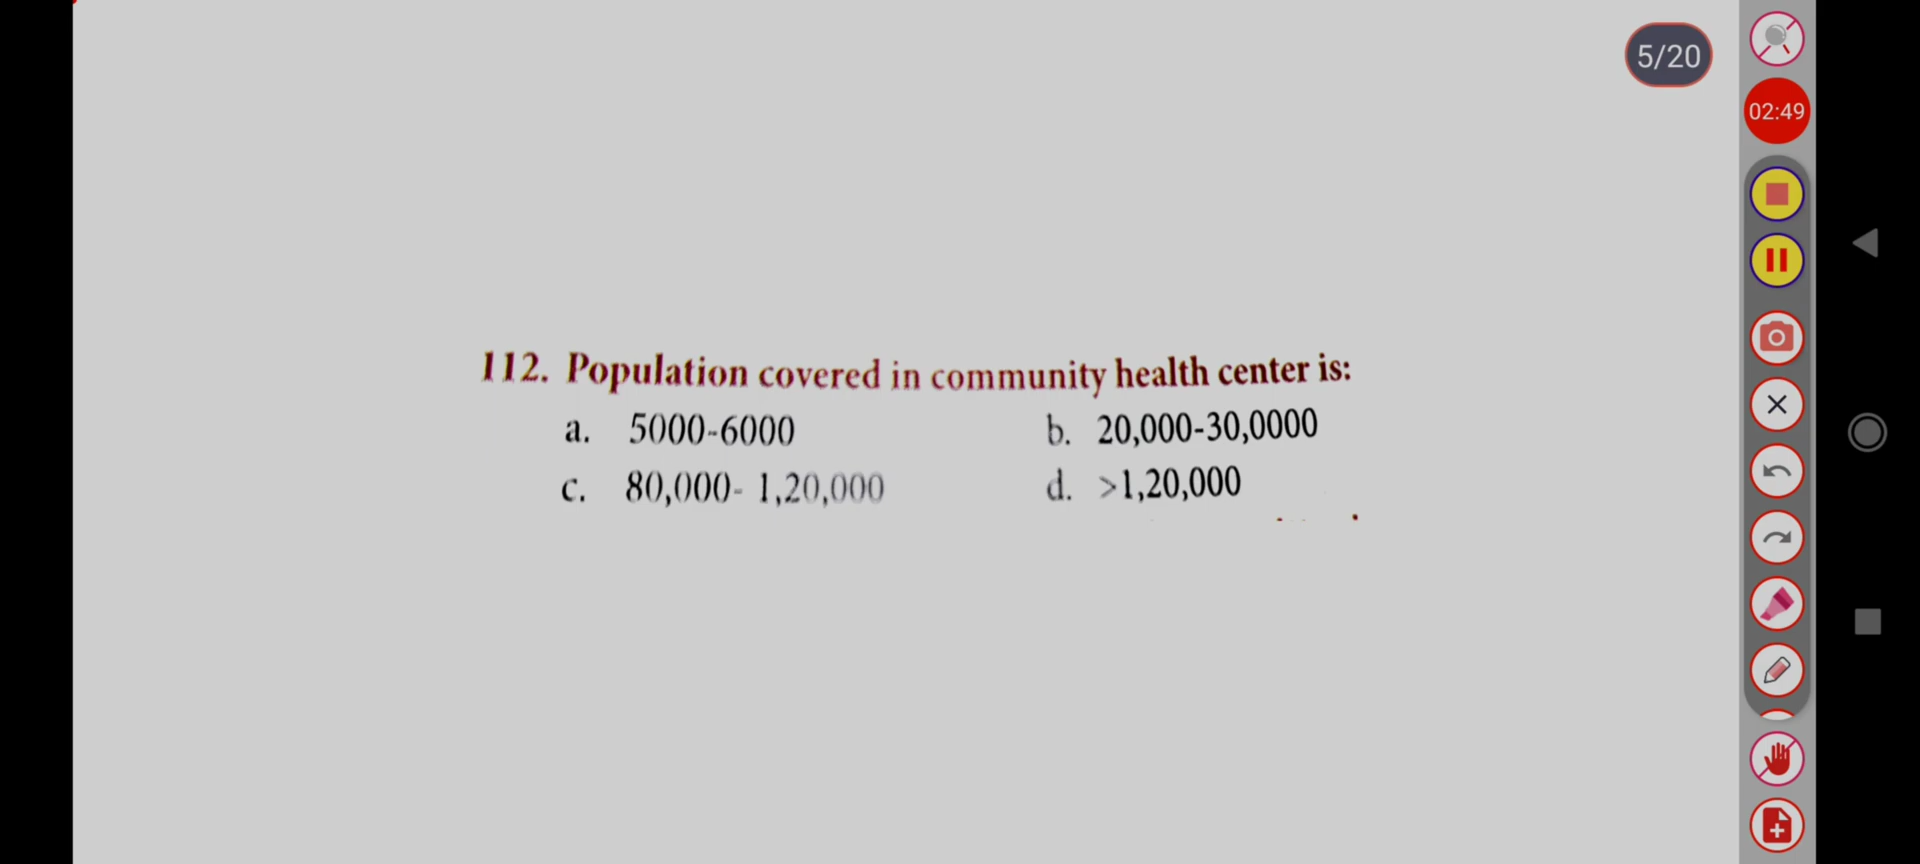 5/20
02:49
112. Population covered in community health center is:
a. 5000-6000 b. 20,000-30,0000
c. 80,000- 1,20,000 d. >1,20,000